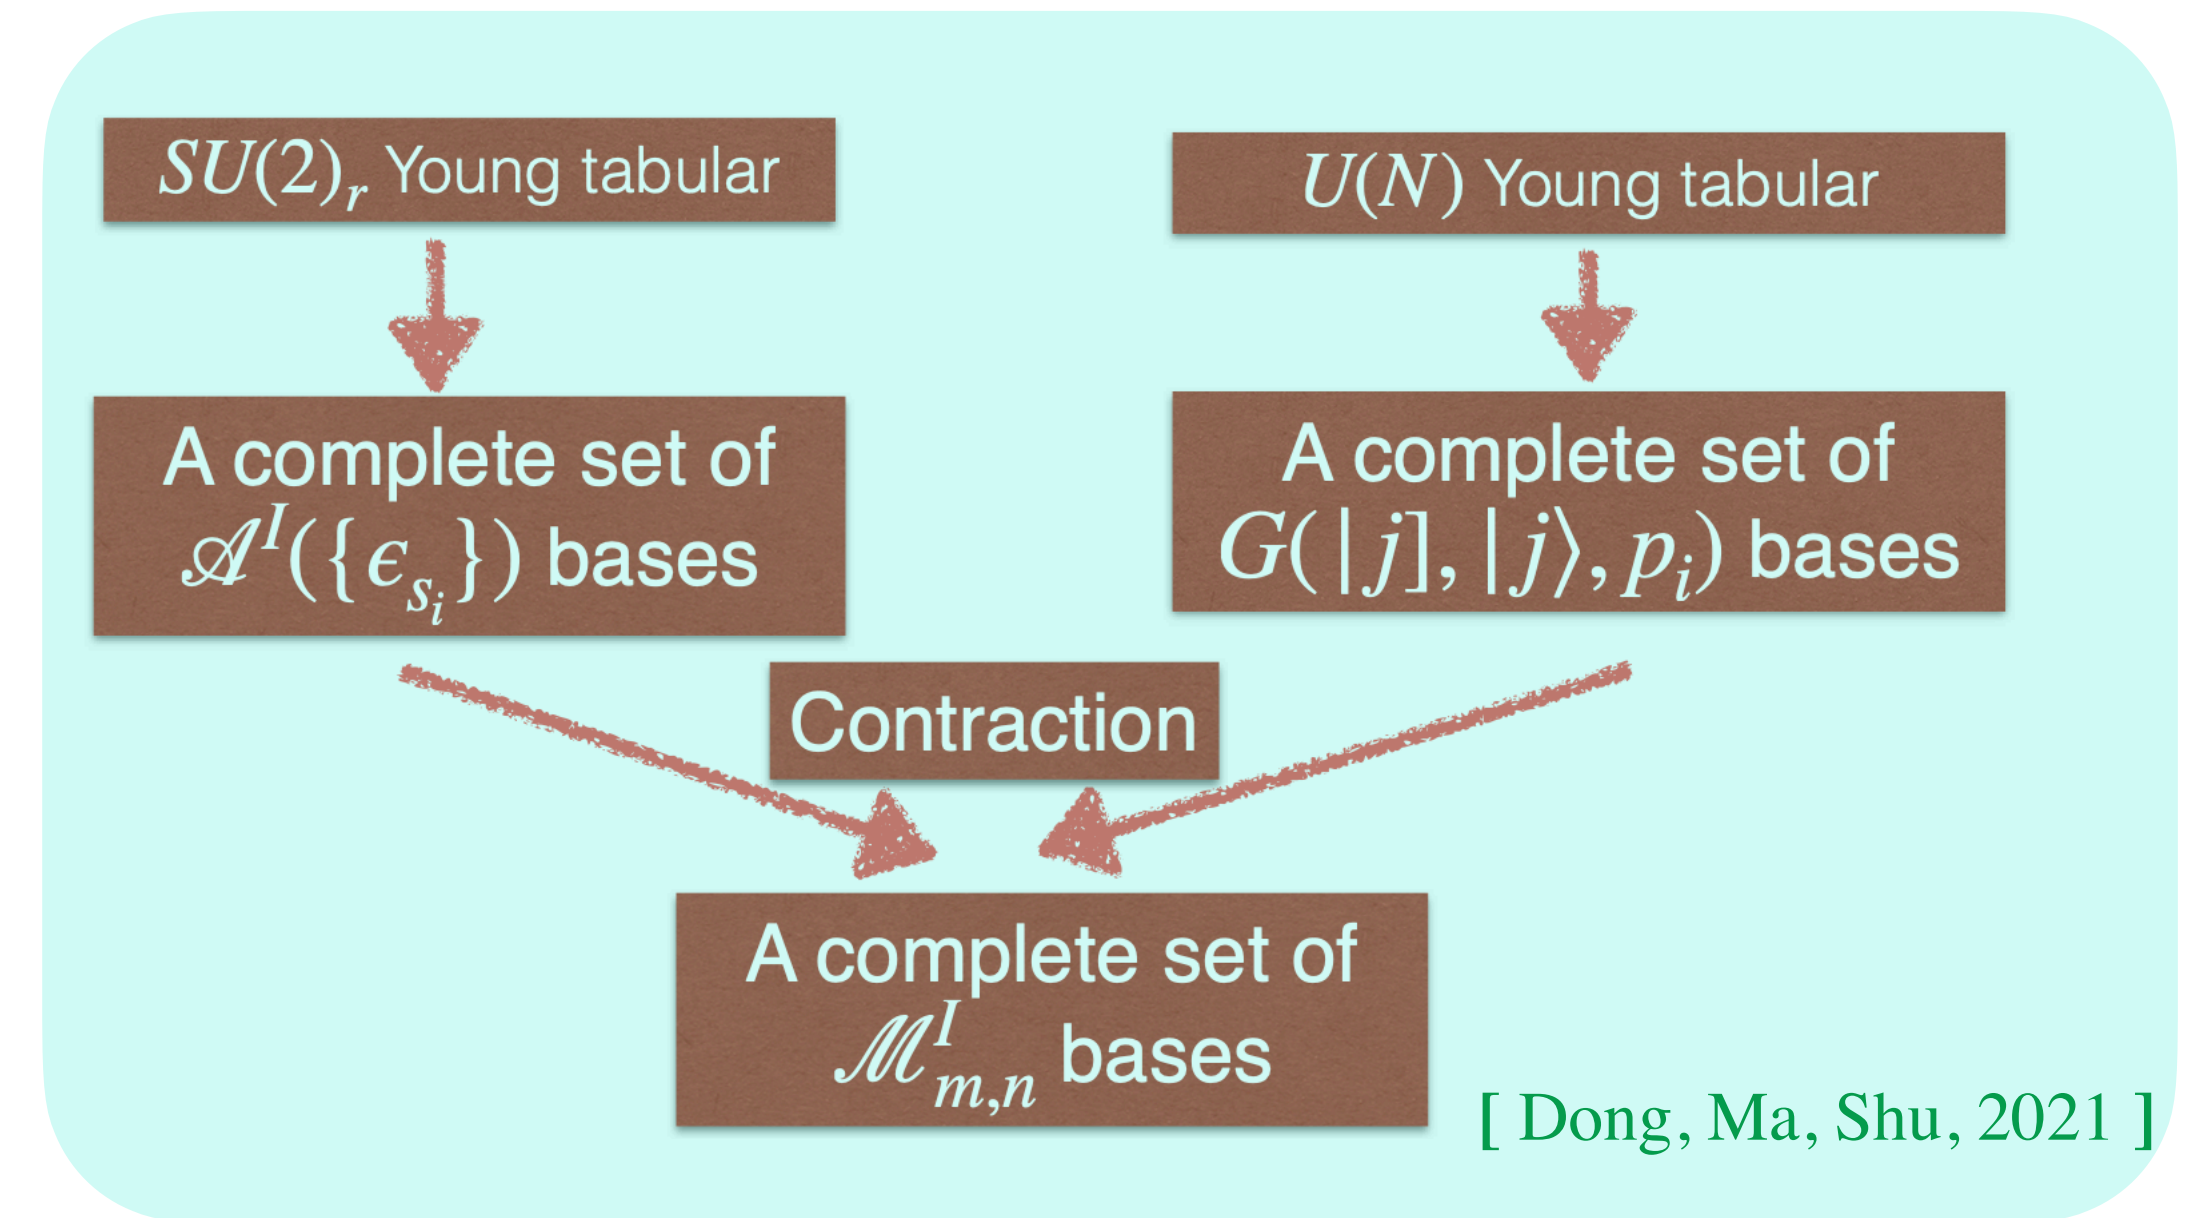 SU(2)_r Young tabular
U(N) Young tabular
A complete set of
𝒜^I({ϵ_{s_i}}) bases
A complete set of
G(|j], |j⟩, p_i) bases
Contraction
A complete set of
ℳ^I_{m,n} bases
[ Dong, Ma, Shu, 2021 ]